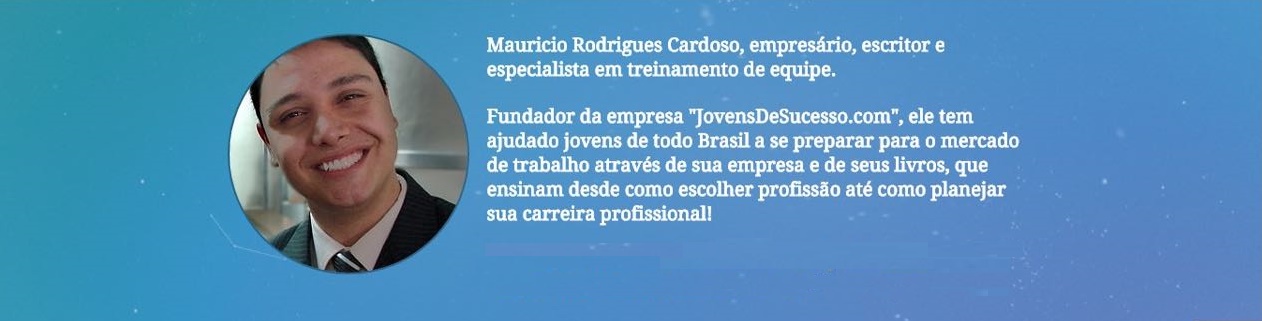 Mauricio Rodrigues Cardoso, empresário, escritor e
especialista em treinamento de equipe.
Fundador da empresa "JovensDeSucesso.com", ele tem
ajudado jovens de todo Brasil a se preparar para o mercado
de trabalho através de sua empresa e de seus livros, que
ensinam desde como escolher profissão até como planejar
sua carreira profissional!